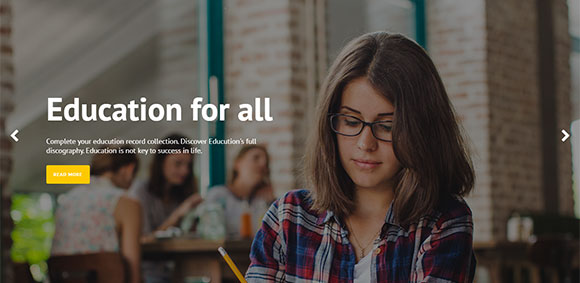 Education for all
Complete your educution record collection. Discover Educution's full
discography. Education is not key to success in life.
READ MORE